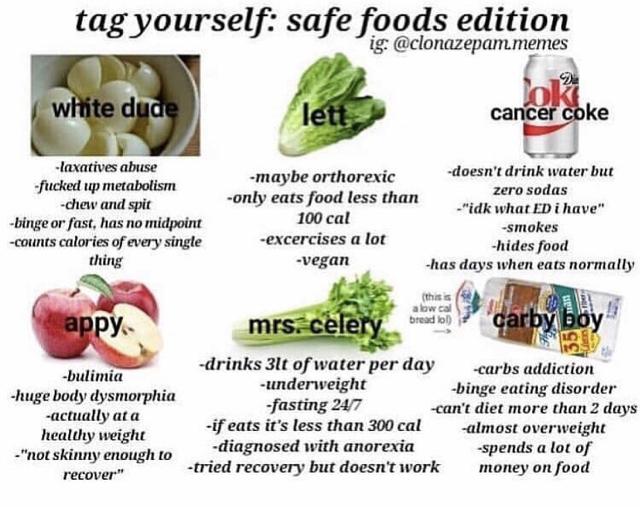 tag yourself: safe foods edition
ig: @clonazepam.memes
white dude
-laxatives abuse
-fucked up metabolism
-chew and spit
-binge or fast, has no midpoint
-counts calories of every single
thing
lett
-maybe orthorexic
-only eats food less than
100 cal
-excercises a lot
-vegan
Die
Coke
cancer coke
-doesn't drink water but
zero sodas
-"idk what ED i have"
-smokes
-hides food
-has days when eats normally
appy
-bulimia
-huge body dysmorphia
-actually at a
healthy weight
-"not skinny enough to
recover"
mrs. celery
-drinks 3lt of water per day
-underweight
-fasting 24/7
-if eats it's less than 300 cal
-diagnosed with anorexia
-tried recovery but doesn't work
(this is
a low cal
bread lol)
carby boy
35
-carbs addiction
-binge eating disorder
-can't diet more than 2 days
-almost overweight
-spends a lot of
money on food